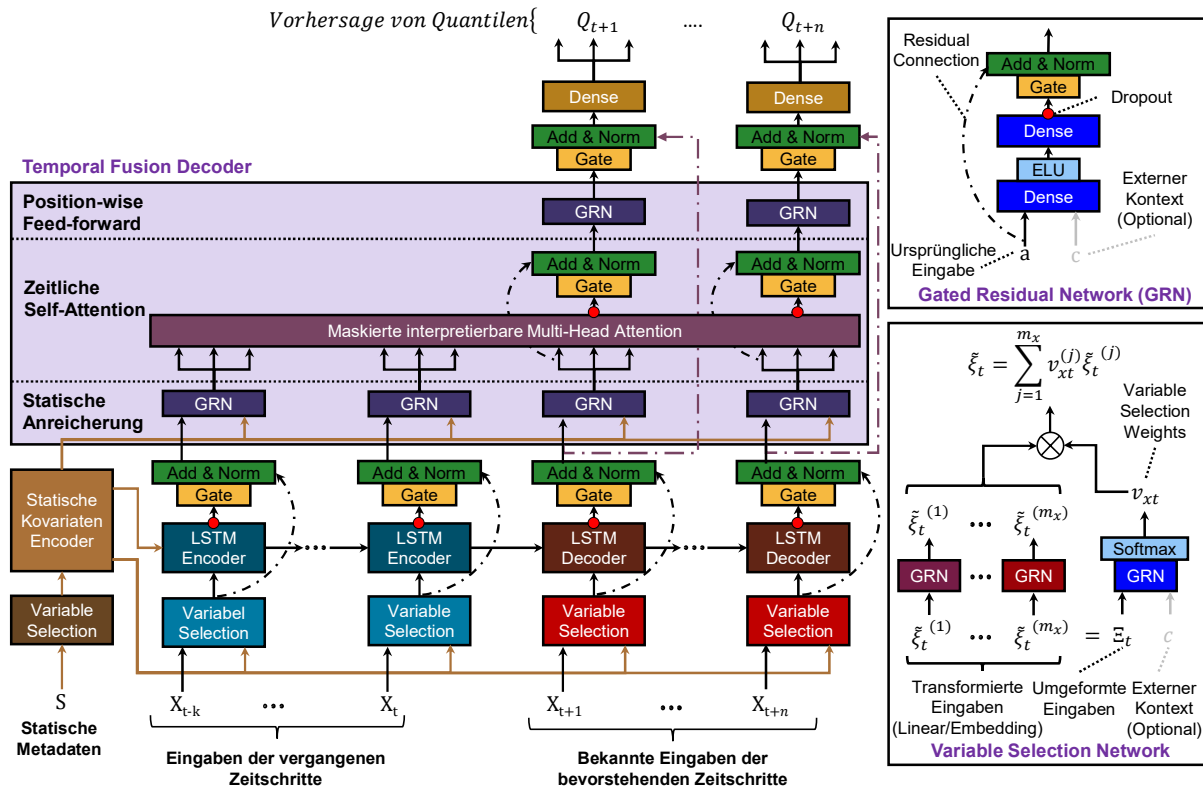 Vorhersage von Quantilen{ Q_{t+1} .... Q_{t+n}
Dense Dense
Add & Norm Add & Norm
Gate Gate
Temporal Fusion Decoder
Position-wise
Feed-forward
GRN GRN
Add & Norm Add & Norm
Zeitliche
Self-Attention
Gate Gate
Maskierte interpretierbare Multi-Head Attention
Statische
Anreicherung
GRN GRN GRN GRN
Add & Norm Add & Norm Add & Norm Add & Norm
Gate Gate Gate Gate
Statische
Kovariaten
Encoder
LSTM
Encoder
...
LSTM
Encoder
LSTM
Decoder
...
LSTM
Decoder
Variable
Selection
Variabel
Selection
Variable
Selection
Variable
Selection
Variable
Selection
S X_{t-k} ... X_t X_{t+1} ... X_{t+n}
Statische
Metadaten
Eingaben der vergangenen
Zeitschritte
Bekannte Eingaben der
bevorstehenden Zeitschritte
Residual
Connection
Add & Norm
Gate
Dropout
Dense
ELU
Dense
Externer
Kontext
(Optional)
Ursprüngliche
Eingabe
a c
Gated Residual Network (GRN)
ξ̃_t = ∑_{j=1}^{m_x} v_{xt}^{(j)} ξ̃_t^{(j)}
Variable
Selection
Weights
v_{xt}
ξ̃_t^{(1)} ... ξ̃_t^{(m_x)}
Softmax
GRN ... GRN GRN
ξ̃_t^{(1)} ... ξ̃_t^{(m_x)} = Ξ_t c
Transformierte
Eingaben
(Linear/Embedding)
Umgeformte
Eingaben
Externer
Kontext
(Optional)
Variable Selection Network